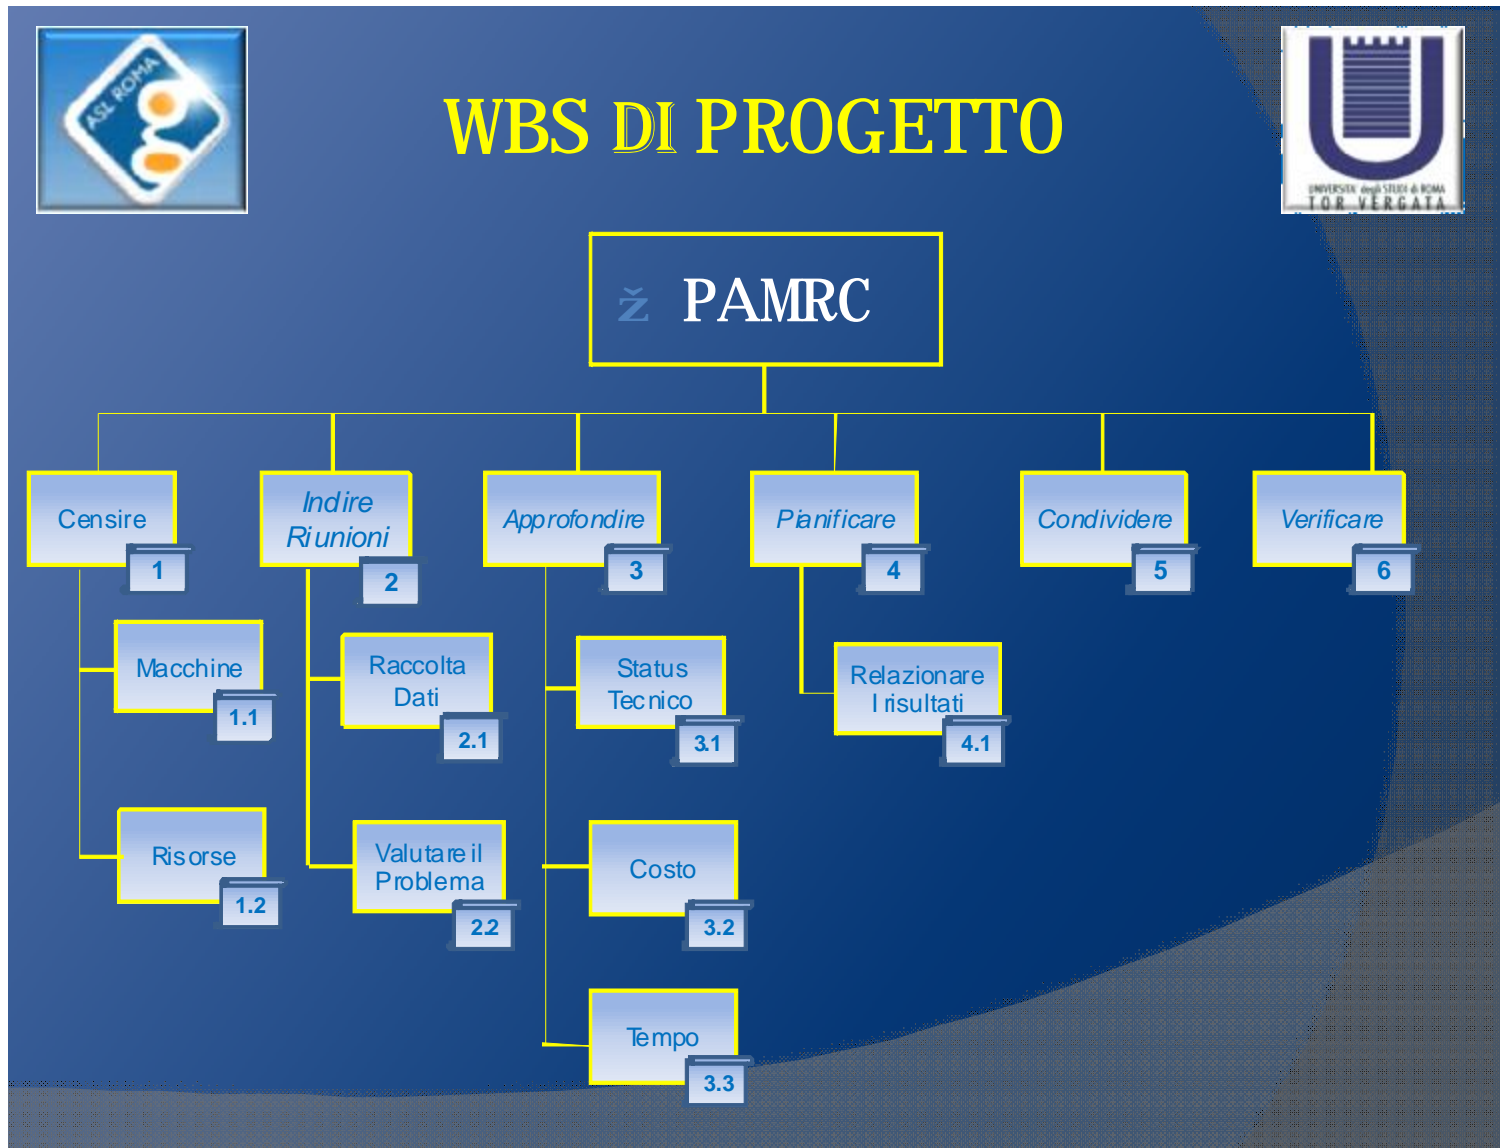 ASL ROMA
g
WBS DI PROGETTO
UNIVERSITA' degli STUDI di ROMA
TOR VERGATA
ž PAMRC
Censire
1
Indire
Riunioni
2
Approfondire
3
Pianificare
4
Condividere
5
Verificare
6
Macchine
1.1
Raccolta
Dati
2.1
Status
Tecnico
3.1
Relazionare
I risultati
4.1
Risorse
1.2
Valutare il
Problema
2.2
Costo
3.2
Tempo
3.3